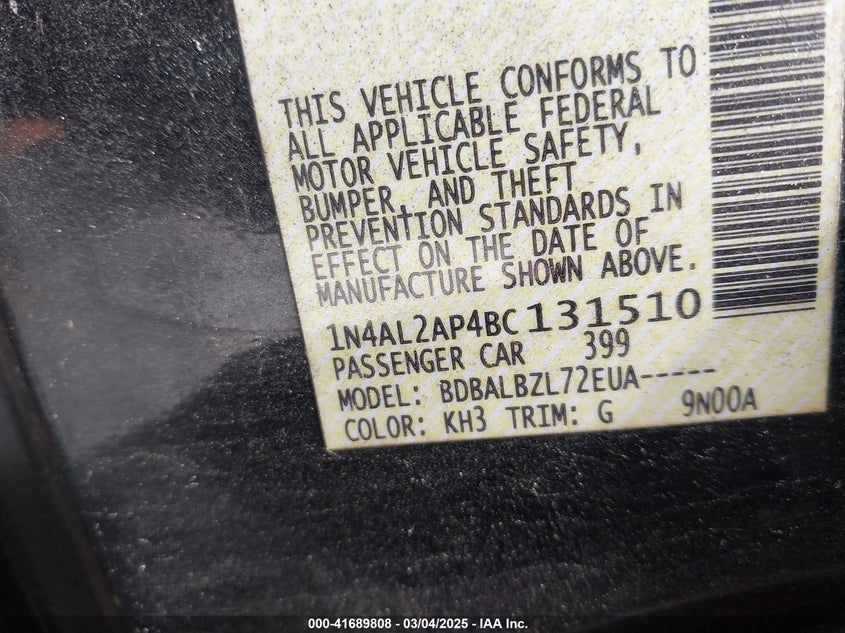 THIS VEHICLE CONFORMS TO
ALL APPLICABLE FEDERAL
MOTOR VEHICLE SAFETY,
BUMPER, AND THEFT
PREVENTION STANDARDS IN
EFFECT ON THE DATE OF
MANUFACTURE SHOWN ABOVE.
1N4AL2AP4BC131510
PASSENGER CAR 399
MODEL: BDBALBZL72EUA-----
COLOR: KH3 TRIM: G 9N00A
000-41689808 - 03/04/2025 - IAA Inc.